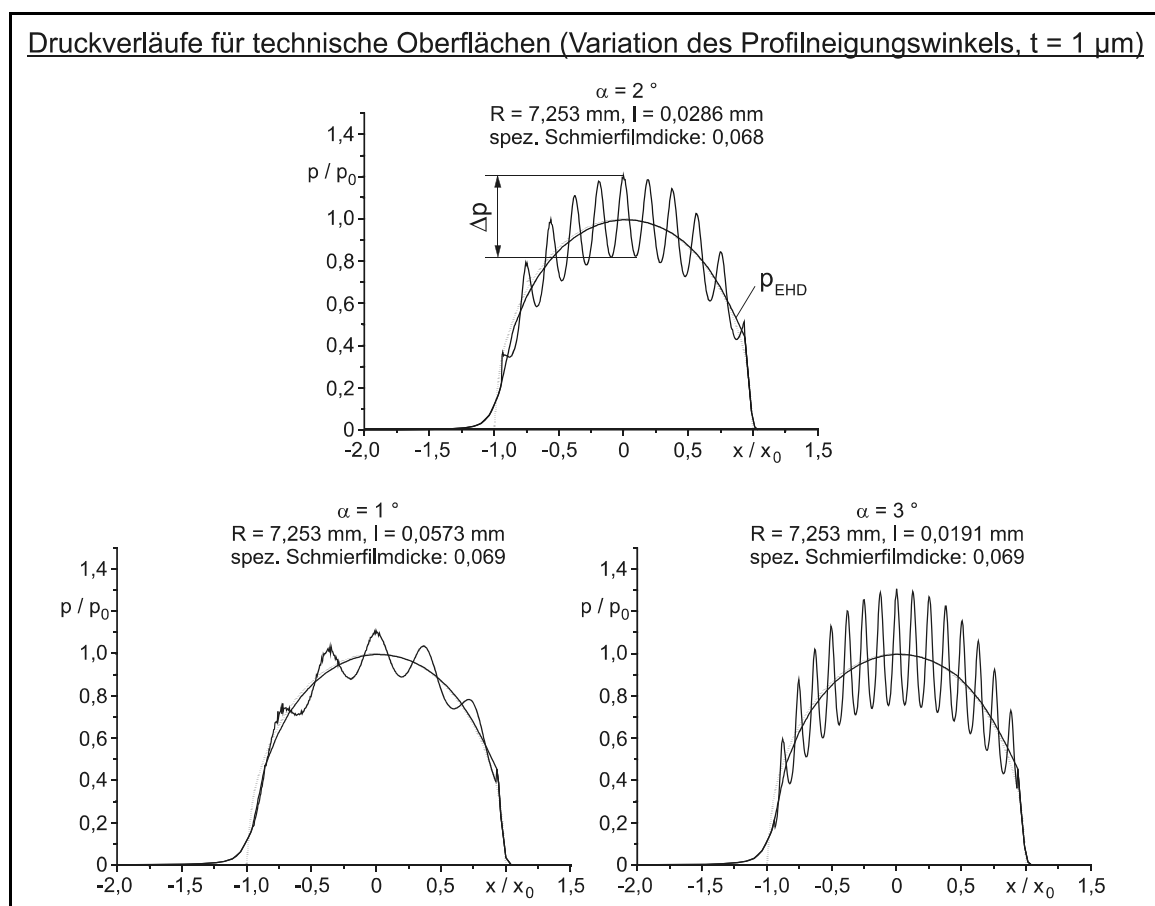 Druckverläufe für technische Oberflächen (Variation des Profilneigungswinkels, t = 1 µm)
α = 2 °
R = 7,253 mm, l = 0,0286 mm
spez. Schmierfilmdicke: 0,068
1,4
p / p0
1,0
0,8
0,6
0,4
0,2
0
Δp
pEHD
-2,0 -1,5 -1,0 -0,5 0 0,5 x / x0 1,5
α = 1 °
R = 7,253 mm, l = 0,0573 mm
spez. Schmierfilmdicke: 0,069
1,4
p / p0
1,0
0,8
0,6
0,4
0,2
0
-2,0 -1,5 -1,0 -0,5 0 0,5 x / x0 1,5
α = 3 °
R = 7,253 mm, l = 0,0191 mm
spez. Schmierfilmdicke: 0,069
1,4
p / p0
1,0
0,8
0,6
0,4
0,2
0
-2,0 -1,5 -1,0 -0,5 0 0,5 x / x0 1,5